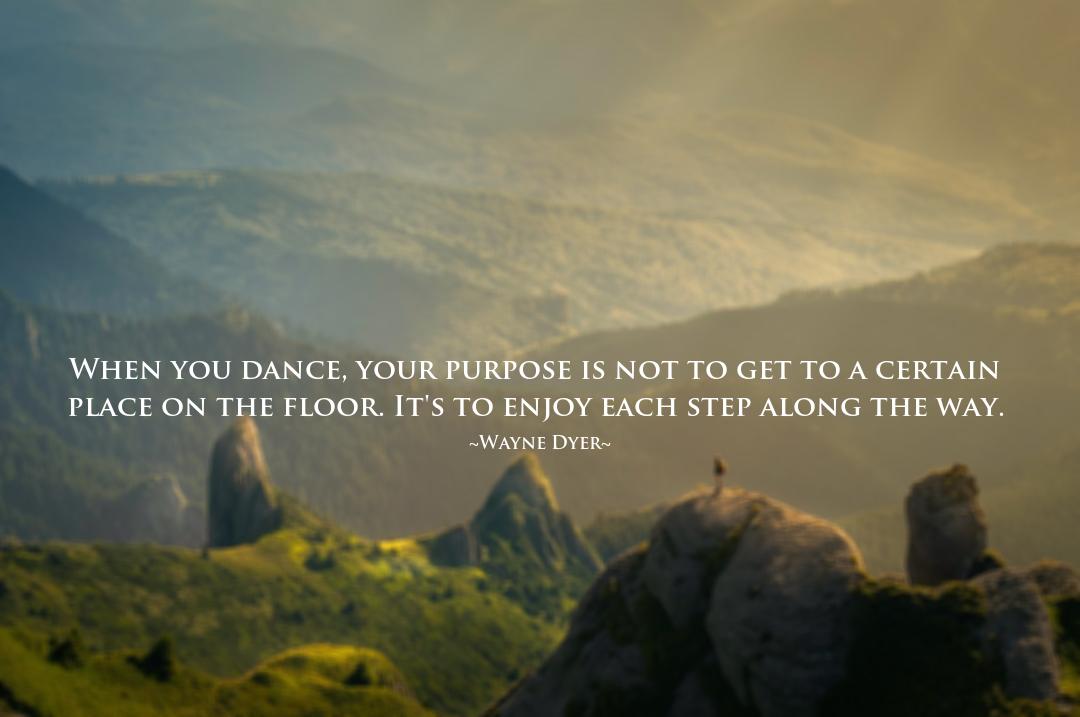 When you dance, your purpose is not to get to a certain
place on the floor. It's to enjoy each step along the way.
~Wayne Dyer~